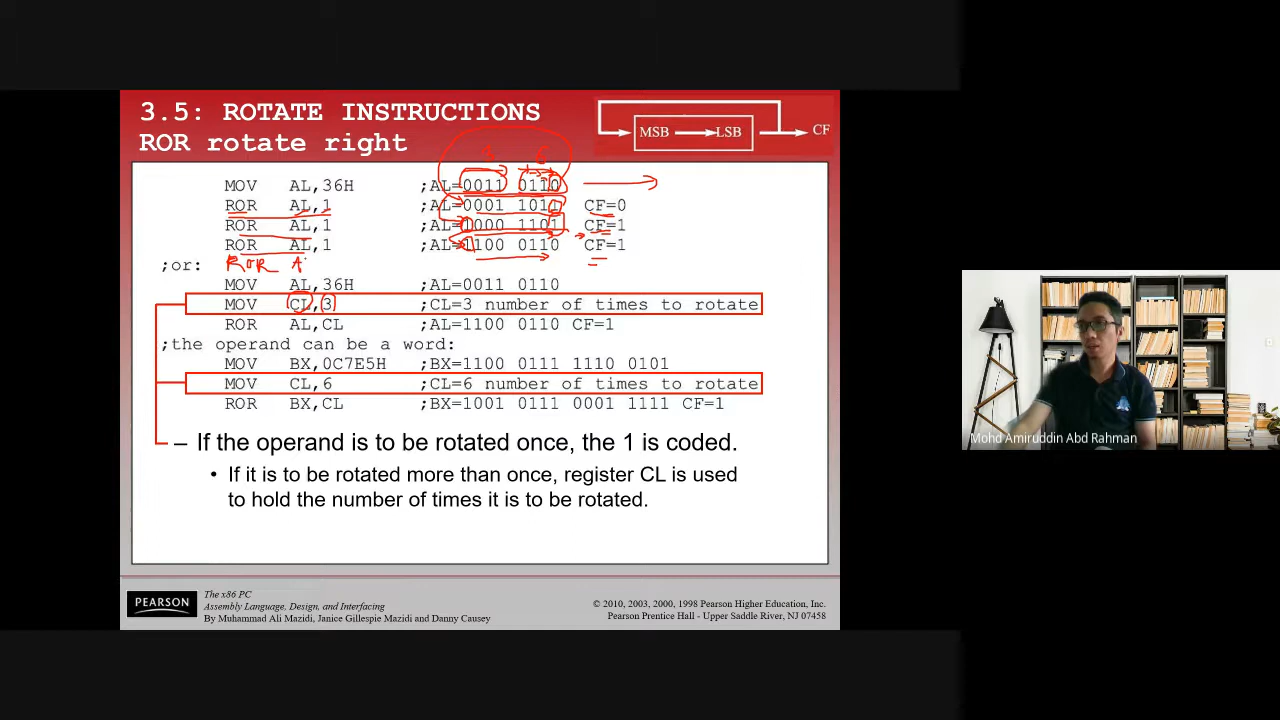 3.5: ROTATE INSTRUCTIONS
ROR rotate right
MSB LSB CF
MOV AL,36H ;AL=0011 0110
ROR AL,1 ;AL=0001 1011 CF=0
ROR AL,1 ;AL=1000 1101 CF=1
ROR AL,1 ;AL=1100 0110 CF=1
;or: ROR A
MOV AL,36H ;AL=0011 0110
MOV CL,3 ;CL=3 number of times to rotate
ROR AL,CL ;AL=1100 0110 CF=1
;the operand can be a word:
MOV BX,0C7E5H ;BX=1100 0111 1110 0101
MOV CL,6 ;CL=6 number of times to rotate
ROR BX,CL ;BX=1001 0111 0001 1111 CF=1
– If the operand is to be rotated once, the 1 is coded.
• If it is to be rotated more than once, register CL is used
to hold the number of times it is to be rotated.
PEARSON
The x86 PC
Assembly Language, Design, and Interfacing
By Muhammad Ali Mazidi, Janice Gillespie Mazidi and Danny Causey
© 2010, 2003, 2000, 1998 Pearson Higher Education, Inc.
Pearson Prentice Hall - Upper Saddle River, NJ 07458
Mohd Amiruddin Abd Rahman